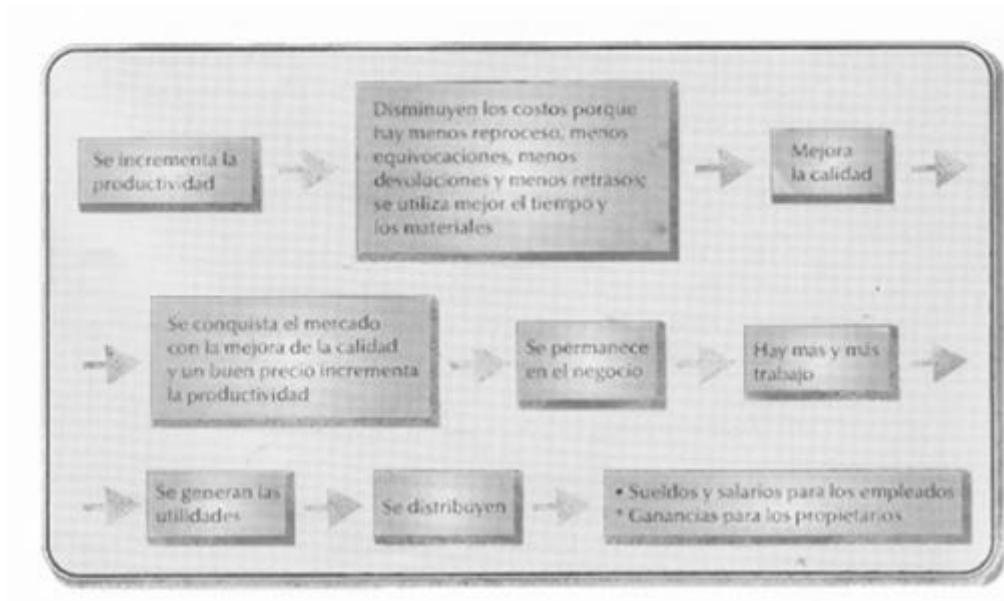 Se incrementa la
productividad
Disminuyen los costos porque
hay menos reproceso, menos
equivocaciones, menos
devoluciones y menos retrasos;
se utiliza mejor el tiempo y
los materiales
Mejora
la calidad
Se conquista el mercado
con la mejora de la calidad
y un buen precio incrementa
la productividad
Se permanece
en el negocio
Hay más y más
trabajo
Se generan las
utilidades
Se distribuyen
• Sueldos y salarios para los empleados
* Ganancias para los propietarios